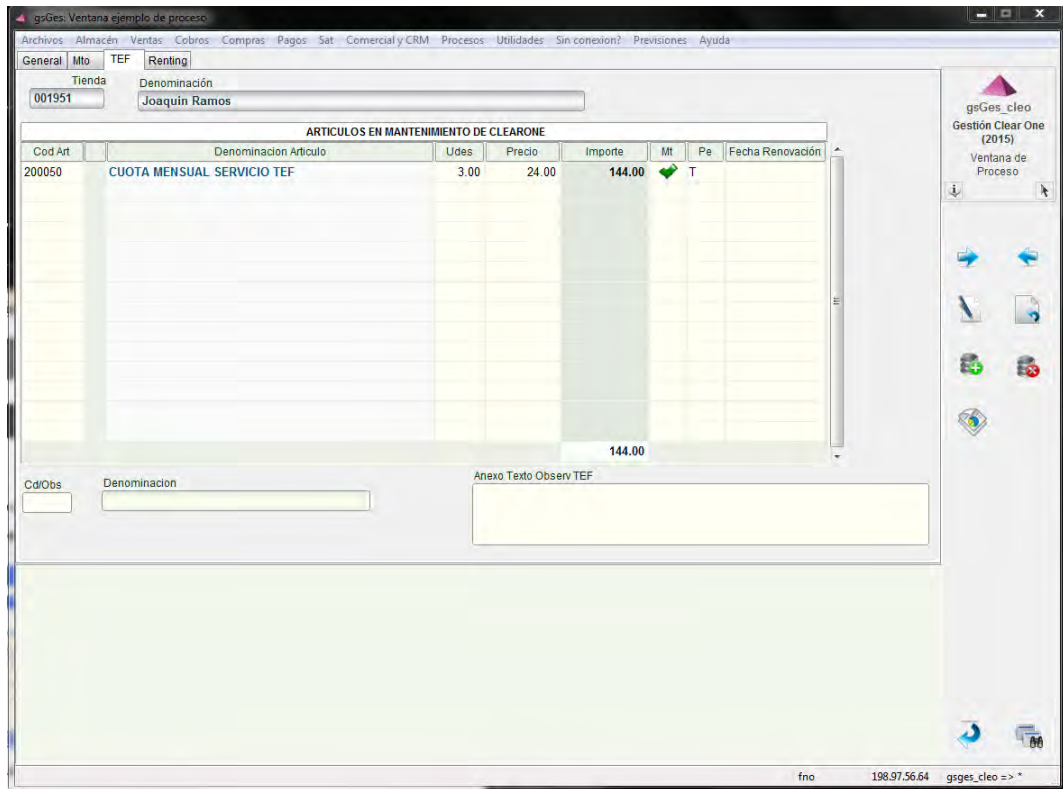 gsGes: Ventana ejemplo de proceso
Archivos Almacén Ventas Cobros Compras Pagos Sat Comercial y CRM Procesos Utilidades Sin conexion? Previsiones Ayuda
General Mto TEF Renting
Tienda Denominación
001951 Joaquin Ramos
gsGes_cleo
Gestión Clear One
(2015)
Ventana de
Proceso
ARTICULOS EN MANTENIMIENTO DE CLEARONE
Cod Art Denominacion Articulo Udes Precio Importe Mt Pe Fecha Renovación
200050 CUOTA MENSUAL SERVICIO TEF 3.00 24.00 144.00 T
144.00
Cd/Obs Denominacion Anexo Texto Observ TEF
fno 198.97.56.64 gsges_cleo => *